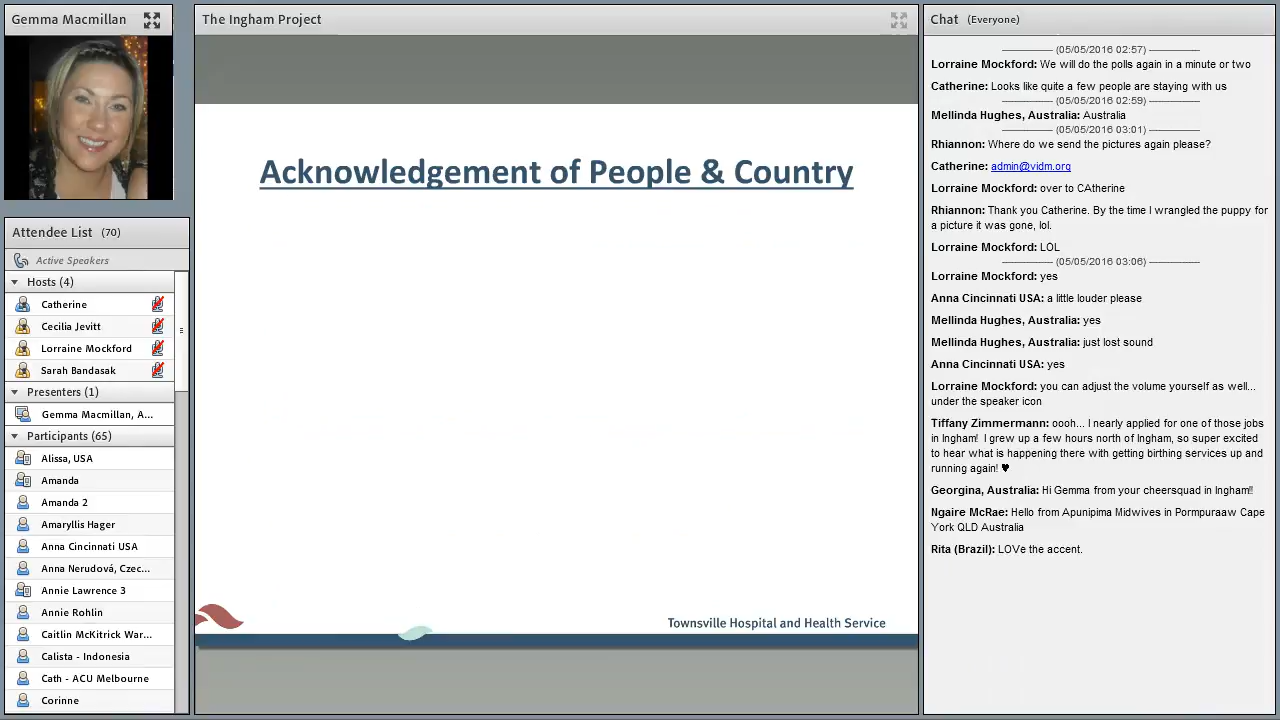 Gemma Macmillan
The Ingham Project
Chat (Everyone)
Acknowledgement of People & Country
Townsville Hospital and Health Service
Attendee List (70)
Active Speakers
Hosts (4)
Catherine
Cecilia Jevitt
Lorraine Mockford
Sarah Bandasak
Presenters (1)
Gemma Macmillan, A...
Participants (65)
Alissa, USA
Amanda
Amanda 2
Amaryllis Hager
Anna Cincinnati USA
Anna Nerudová, Czec...
Annie Lawrence 3
Annie Rohlin
Caitlin McKitrick War...
Calista - Indonesia
Cath - ACU Melbourne
Corinne
(05/05/2016 02:57)
Lorraine Mockford: We will do the polls again in a minute or two
Catherine: Looks like quite a few people are staying with us
(05/05/2016 02:59)
Mellinda Hughes, Australia: Australia
(05/05/2016 03:01)
Rhiannon: Where do we send the pictures again please?
Catherine: admin@vidm.org
Lorraine Mockford: over to CAtherine
Rhiannon: Thank you Catherine. By the time I wrangled the puppy for
a picture it was gone, lol.
Lorraine Mockford: LOL
(05/05/2016 03:06)
Lorraine Mockford: yes
Anna Cincinnati USA: a little louder please
Mellinda Hughes, Australia: yes
Mellinda Hughes, Australia: just lost sound
Anna Cincinnati USA: yes
Lorraine Mockford: you can adjust the volume yourself as well...
under the speaker icon
Tiffany Zimmermann: oooh... I nearly applied for one of those jobs
in Ingham! I grew up a few hours north of Ingham, so super excited
to hear what is happening there with getting birthing services up and
running again! ♥
Georgina, Australia: Hi Gemma from your cheersquad in Ingham!!
Ngaire McRae: Hello from Apunipima Midwives in Pormpuraaw Cape
York QLD Australia
Rita (Brazil): LOVe the accent.